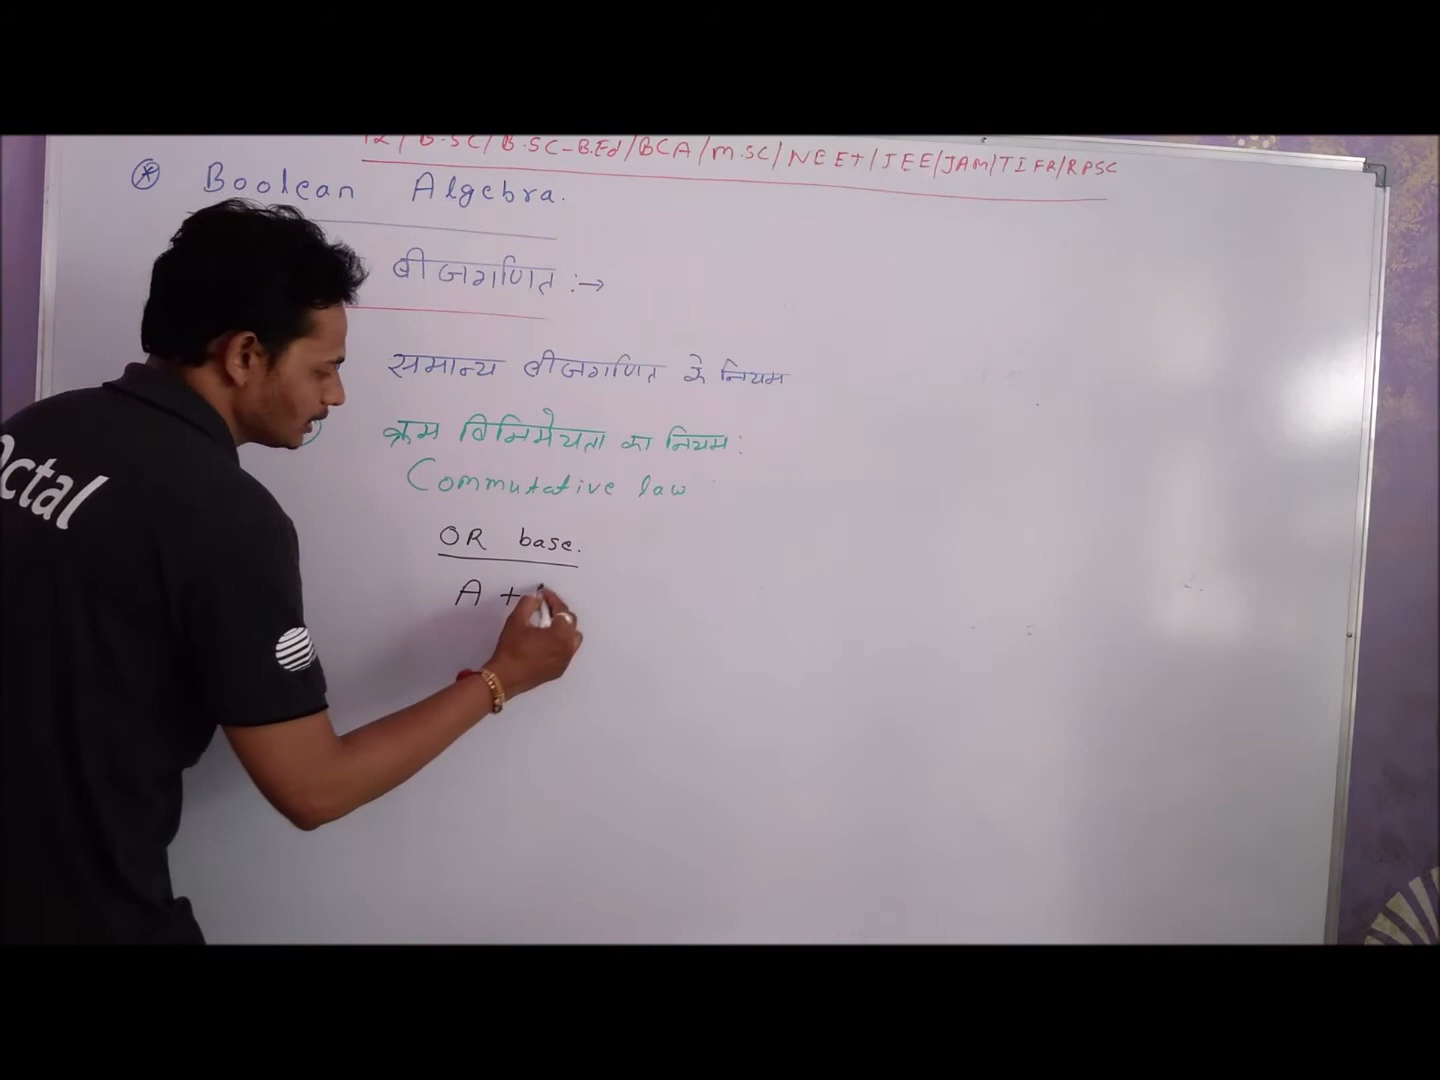 12/B.SC/B.SC-B.Ed/BCA/M.SC/NEET/JEE/JAM/TIFR/RPSC
Boolean Algebra.
बीजगणित :→
समान्य बीजगणित के नियम
क्रम विनिमेयता का नियम:
Commutative law
OR base.
A +
ctal